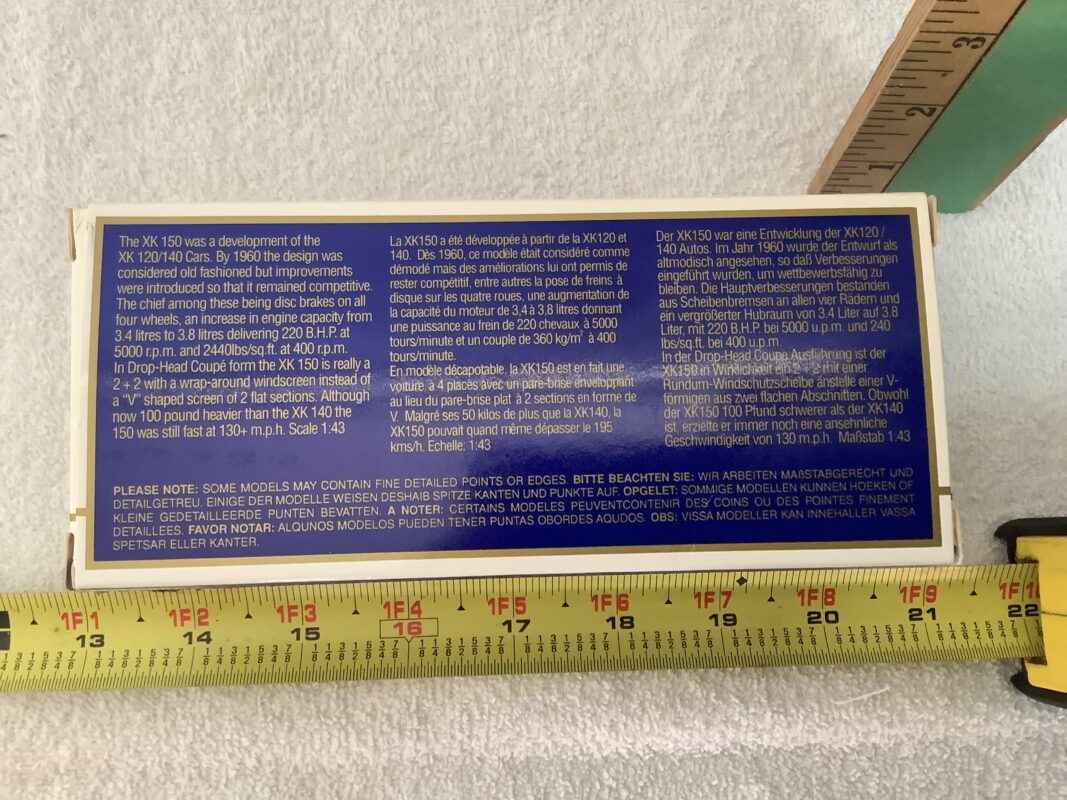 The XK 150 was a development of the
XK 120/140 Cars. By 1960 the design was
considered old fashioned but improvements
were introduced so that it remained competitive.
The chief among these being disc brakes on all
four wheels, an increase in engine capacity from
3.4 litres to 3.8 litres delivering 220 B.H.P. at
5000 r.p.m. and 2440lbs/sq.ft. at 400 r.p.m.
In Drop-Head Coupé form the XK 150 is really a
2 + 2 with a wrap-around windscreen instead of
a "V" shaped screen of 2 flat sections. Although
now 100 pound heavier than the XK 140 the
150 was still fast at 130+ m.p.h. Scale 1:43
La XK150 a été développée à partir de la XK120 et
140. Dès 1960, ce modèle était considéré comme
démodé mais des améliorations lui ont permis de
rester compétitif, entre autres la pose de freins à
disque sur les quatre roues, une augmentation de
la capacité du moteur de 3,4 à 3,8 litres donnant
une puissance au frein de 220 chevaux à 5000
tours/minute et un couple de 360 kg/m² à 400
tours/minute.
En modèle décapotable, la XK150 est en fait une
voiture à 4 places avec un pare-brise enveloppant
au lieu du pare-brise plat à 2 sections en forme de
V. Malgré ses 50 kilos de plus que la XK140, la
XK150 pouvait quand même dépasser le 195
kms/h. Echelle: 1:43
Der XK150 war eine Entwicklung der XK120 /
140 Autos. Im Jahr 1960 wurde der Entwurf als
altmodisch angesehen, so daß Verbesserungen
eingeführt wurden, um wettbewerbsfähig zu
bleiben. Die Hauptverbesserungen bestanden
aus Scheibenbremsen an allen vier Rädern und
ein vergrößerter Hubraum von 3.4 Liter auf 3.8
Liter, mit 220 B.H.P. bei 5000 u.p.m. und 240
lbs/sq.ft. bei 400 u.p.m.
In der Drop-Head Coupe Ausführung ist der
XK150 in Wirklichkeit ein 2 + 2 mit einer
Rundum-Windschutzscheibe anstelle einer V-
förmigen aus zwei flachen Abschnitten. Obwohl
der XK150 100 Pfund schwerer als der XK140
ist, erzielte er immer noch eine ansehnliche
Geschwindigkeit von 130 m.p.h. Maßstab 1:43
PLEASE NOTE: SOME MODELS MAY CONTAIN FINE DETAILED POINTS OR EDGES. BITTE BEACHTEN SIE: WIR ARBEITEN MAßSTABGERECHT UND
DETAILGETREU. EINIGE DER MODELLE WEISEN DESHAIB SPITZE KANTEN UND PUNKTE AUF. OPGELET: SOMMIGE MODELLEN KUNNEN HOEKEN OF
KLEINE GEDETAILLEERDE PUNTEN BEVATTEN. A NOTER: CERTAINS MODELES PEUVENTCONTENIR DES COINS OU DES POINTES FINEMENT
DETAILLEES. FAVOR NOTAR: ALQUNOS MODELOS PUEDEN TENER PUNTAS OBORDES AQUDOS. OBS: VISSA MODELLER KAN INNEHALLER VASSA
SPETSAR ELLER KANTER.
1 2 3
1F1 1F2 1F3 1F4 1F5 1F6 1F7 1F8 1F9 1F1
13 14 15 16 17 18 19 20 21 22